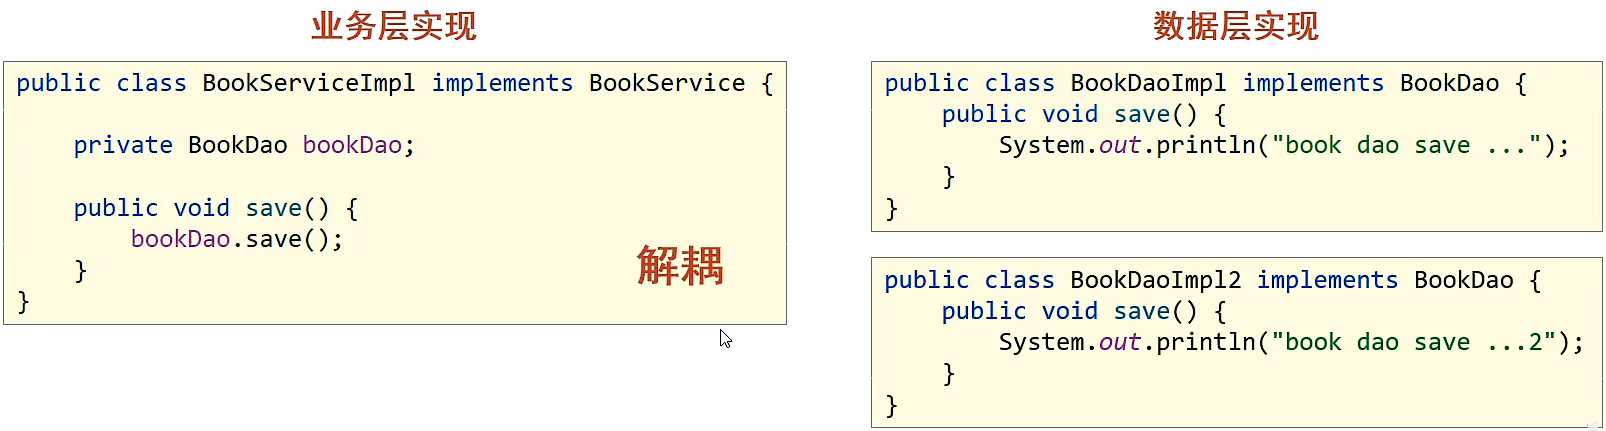 业务层实现
public class BookServiceImpl implements BookService {
private BookDao bookDao;
public void save() {
bookDao.save();
}
}
解耦
数据层实现
public class BookDaoImpl implements BookDao {
public void save() {
System.out.println("book dao save ...");
}
}
public class BookDaoImpl2 implements BookDao {
public void save() {
System.out.println("book dao save ...2");
}
}